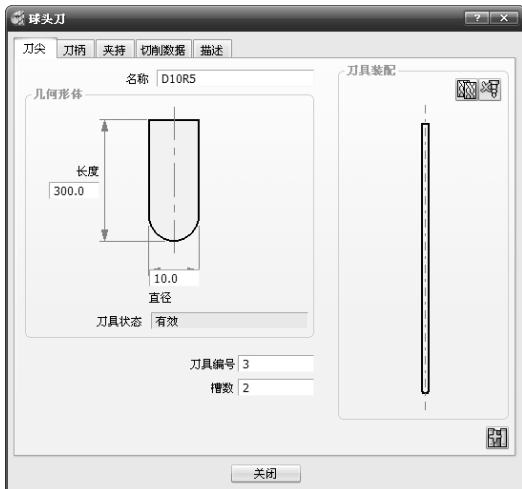 球头刀
刀尖 刀柄 夹持 切削数据 描述
名称 D10R5
几何形体
长度
300.0
10.0
直径
刀具状态 有效
刀具编号 3
槽数 2
刀具装配
关闭